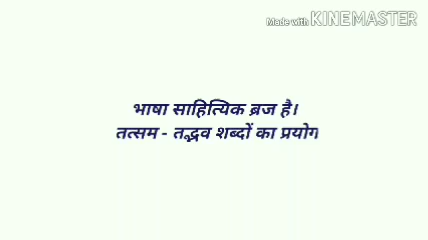 Made with KINEMASTER
भाषा साहित्यिक ब्रज है।
तत्सम - तद्भव शब्दों का प्रयोग